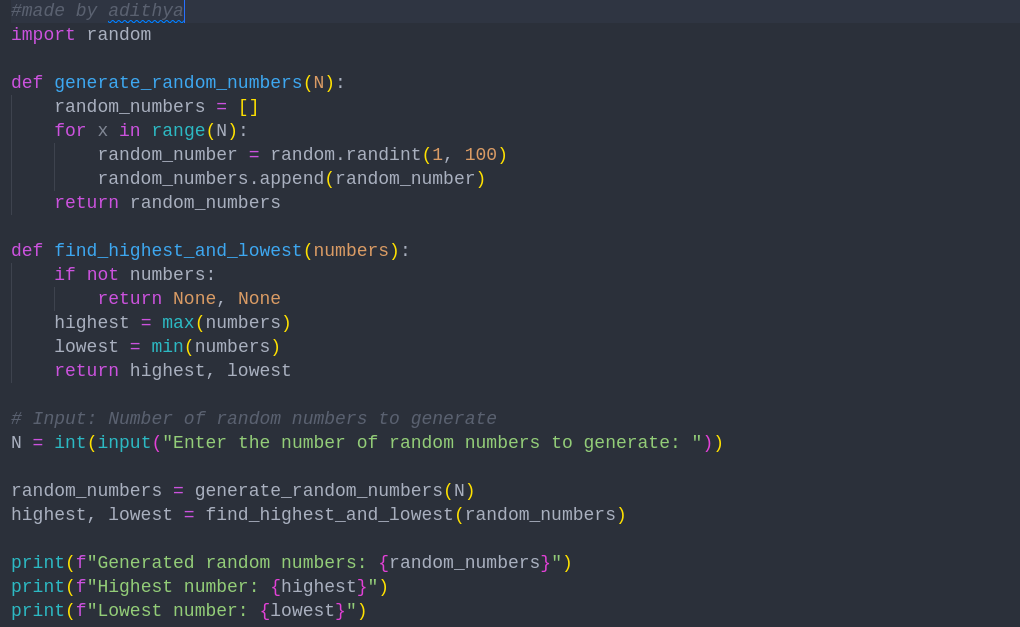 #made by adithya
import random

def generate_random_numbers(N):
    random_numbers = []
    for x in range(N):
        random_number = random.randint(1, 100)
        random_numbers.append(random_number)
    return random_numbers

def find_highest_and_lowest(numbers):
    if not numbers:
        return None, None
    highest = max(numbers)
    lowest = min(numbers)
    return highest, lowest

# Input: Number of random numbers to generate
N = int(input("Enter the number of random numbers to generate: "))

random_numbers = generate_random_numbers(N)
highest, lowest = find_highest_and_lowest(random_numbers)

print(f"Generated random numbers: {random_numbers}")
print(f"Highest number: {highest}")
print(f"Lowest number: {lowest}")